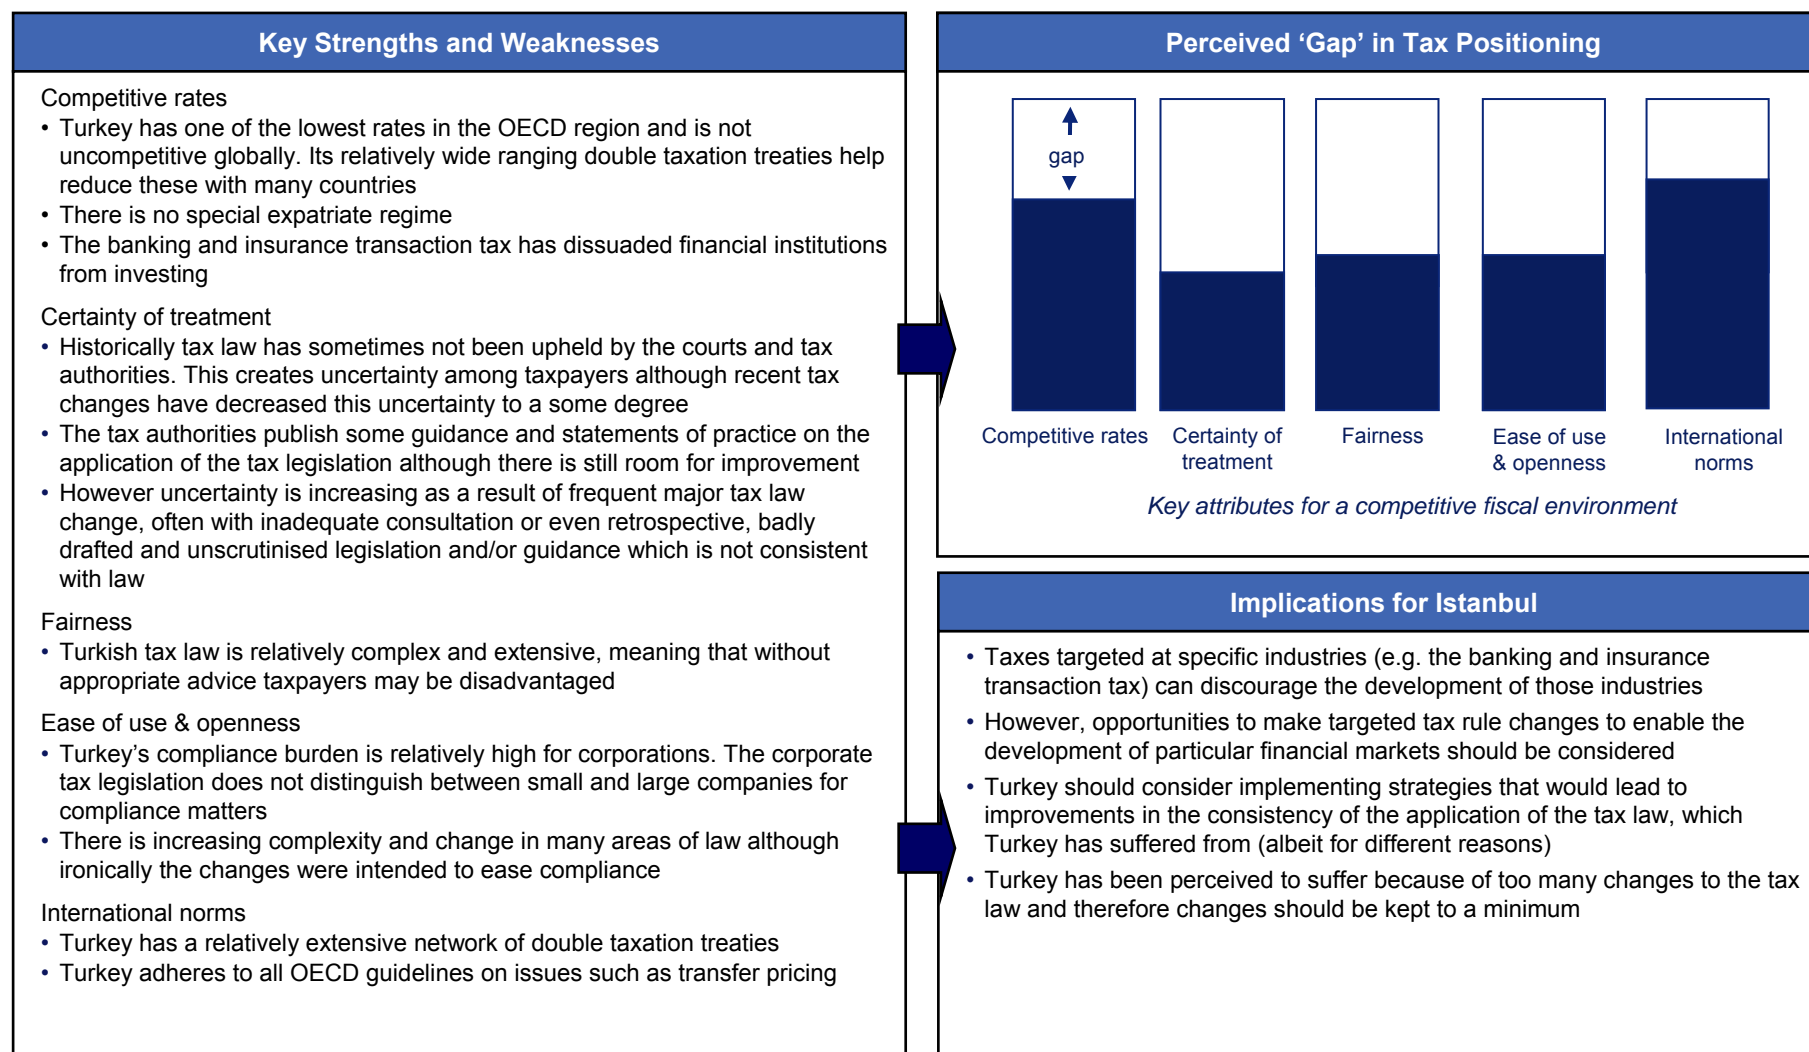 Key Strengths and Weaknesses
Competitive rates
• Turkey has one of the lowest rates in the OECD region and is not
uncompetitive globally. Its relatively wide ranging double taxation treaties help
reduce these with many countries
• There is no special expatriate regime
• The banking and insurance transaction tax has dissuaded financial institutions
from investing
Certainty of treatment
• Historically tax law has sometimes not been upheld by the courts and tax
authorities. This creates uncertainty among taxpayers although recent tax
changes have decreased this uncertainty to a some degree
• The tax authorities publish some guidance and statements of practice on the
application of the tax legislation although there is still room for improvement
• However uncertainty is increasing as a result of frequent major tax law
change, often with inadequate consultation or even retrospective, badly
drafted and unscrutinised legislation and/or guidance which is not consistent
with law
Fairness
• Turkish tax law is relatively complex and extensive, meaning that without
appropriate advice taxpayers may be disadvantaged
Ease of use & openness
• Turkey's compliance burden is relatively high for corporations. The corporate
tax legislation does not distinguish between small and large companies for
compliance matters
• There is increasing complexity and change in many areas of law although
ironically the changes were intended to ease compliance
International norms
• Turkey has a relatively extensive network of double taxation treaties
• Turkey adheres to all OECD guidelines on issues such as transfer pricing
Perceived ‘Gap’ in Tax Positioning
gap
Competitive rates
Certainty of
treatment
Fairness
Ease of use
& openness
International
norms
Key attributes for a competitive fiscal environment
Implications for Istanbul
• Taxes targeted at specific industries (e.g. the banking and insurance
transaction tax) can discourage the development of those industries
• However, opportunities to make targeted tax rule changes to enable the
development of particular financial markets should be considered
• Turkey should consider implementing strategies that would lead to
improvements in the consistency of the application of the tax law, which
Turkey has suffered from (albeit for different reasons)
• Turkey has been perceived to suffer because of too many changes to the tax
law and therefore changes should be kept to a minimum